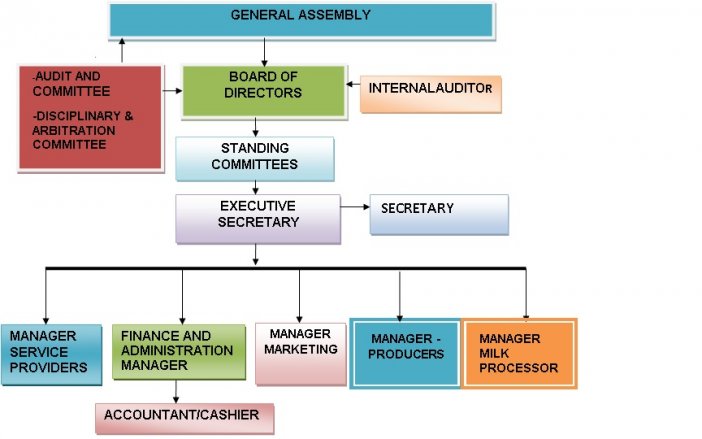 GENERAL ASSEMBLY
-AUDIT AND
COMMITTEE
-DISCIPLINARY &
ARBITRATION
COMMITTEE
BOARD OF
DIRECTORS
INTERNALAUDITOR
STANDING
COMMITTEES
EXECUTIVE
SECRETARY
SECRETARY
MANAGER
SERVICE
PROVIDERS
FINANCE AND
ADMINISTRATION
MANAGER
MANAGER
MARKETING
MANAGER -
PRODUCERS
MANAGER
MILK
PROCESSOR
ACCOUNTANT/CASHIER